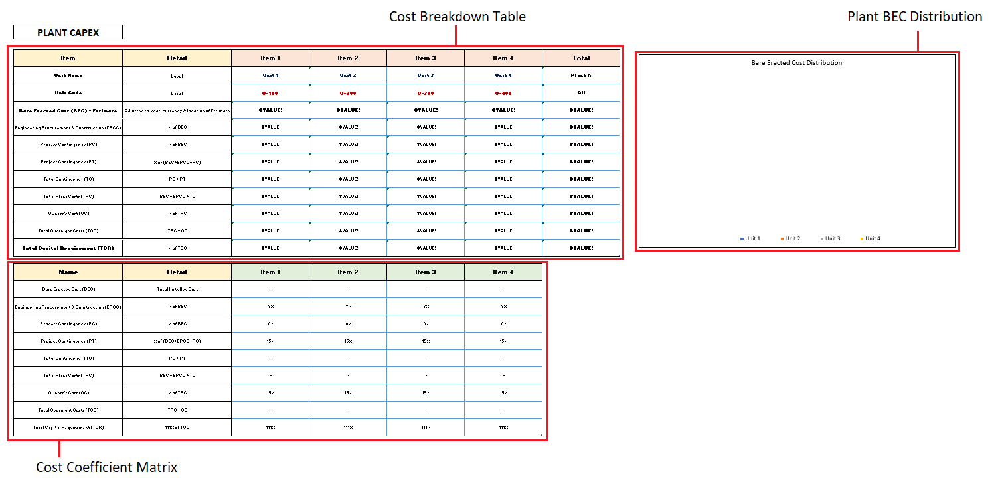 Cost Breakdown Table
Plant BEC Distribution
PLANT CAPEX
Item Detail Item 1 Item 2 Item 3 Item 4 Total
Unit Name Label Unit 1 Unit 2 Unit 3 Unit 4 Plant A
Unit Code Label U-100 U-200 U-300 U-400 All
Bare Erected Cost (BEC) - Estimate Adjusted to year, currency & location of Estimate #VALUE! #VALUE! #VALUE! #VALUE! #VALUE!
Engineering Procurement & Construction (EPCC) % of BEC #VALUE! #VALUE! #VALUE! #VALUE! #VALUE!
Process Contingency (PC) % of BEC #VALUE! #VALUE! #VALUE! #VALUE! #VALUE!
Project Contingency (PT) % of (BEC+EPCC+PC) #VALUE! #VALUE! #VALUE! #VALUE! #VALUE!
Total Contingency (TC) PC + PT #VALUE! #VALUE! #VALUE! #VALUE! #VALUE!
Total Plant Costs (TPC) BEC + EPCC + TC #VALUE! #VALUE! #VALUE! #VALUE! #VALUE!
Owners's Cost (OC) % of TPC #VALUE! #VALUE! #VALUE! #VALUE! #VALUE!
Total Overnight Costs (TOC) TPC + OC #VALUE! #VALUE! #VALUE! #VALUE! #VALUE!
Total Capital Requirement (TCR) % of TOC #VALUE! #VALUE! #VALUE! #VALUE! #VALUE!
Bare Erected Cost Distribution
Unit 1 Unit 2 Unit 3 Unit 4
Name Detail Item 1 Item 2 Item 3 Item 4
Bare Erected Cost (BEC) Total Installed Cost - - - -
Engineering Procurement & Construction (EPCC) % of BEC 8% 8% 8% 8%
Process Contingency (PC) % of BEC 0% 0% 0% 0%
Project Contingency (PT) % of (BEC+EPCC+PC) 15% 15% 15% 15%
Total Contingency (TC) PC + PT - - - -
Total Plant Costs (TPC) BEC + EPCC + TC - - - -
Owners's Cost (OC) % of TPC 15% 15% 15% 15%
Total Overnight Costs (TOC) TPC + OC - - - -
Total Capital Requirement (TCR) 111% of TOC 111% 111% 111% 111%
Cost Coefficient Matrix